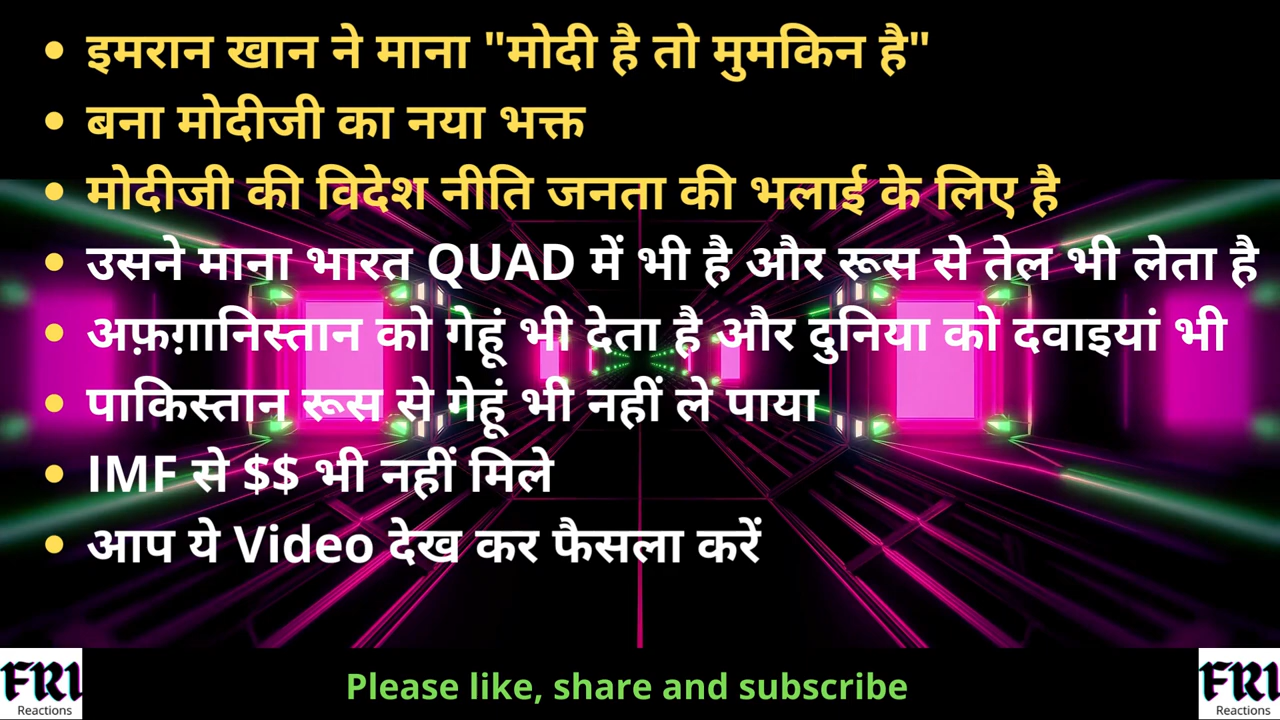 • इमरान खान ने माना "मोदी है तो मुमकिन है"
• बना मोदीजी का नया भक्त
• मोदीजी की विदेश नीति जनता की भलाई के लिए है
• उसने माना भारत QUAD में भी है और रूस से तेल भी लेता है
• अफ़ग़ानिस्तान को गेहूं भी देता है और दुनिया को दवाइयां भी
• पाकिस्तान रूस से गेहूं भी नहीं ले पाया
• IMF से $$ भी नहीं मिले
• आप ये Video देख कर फैसला करें
FRI
Reactions
Please like, share and subscribe
FRI
Reactions